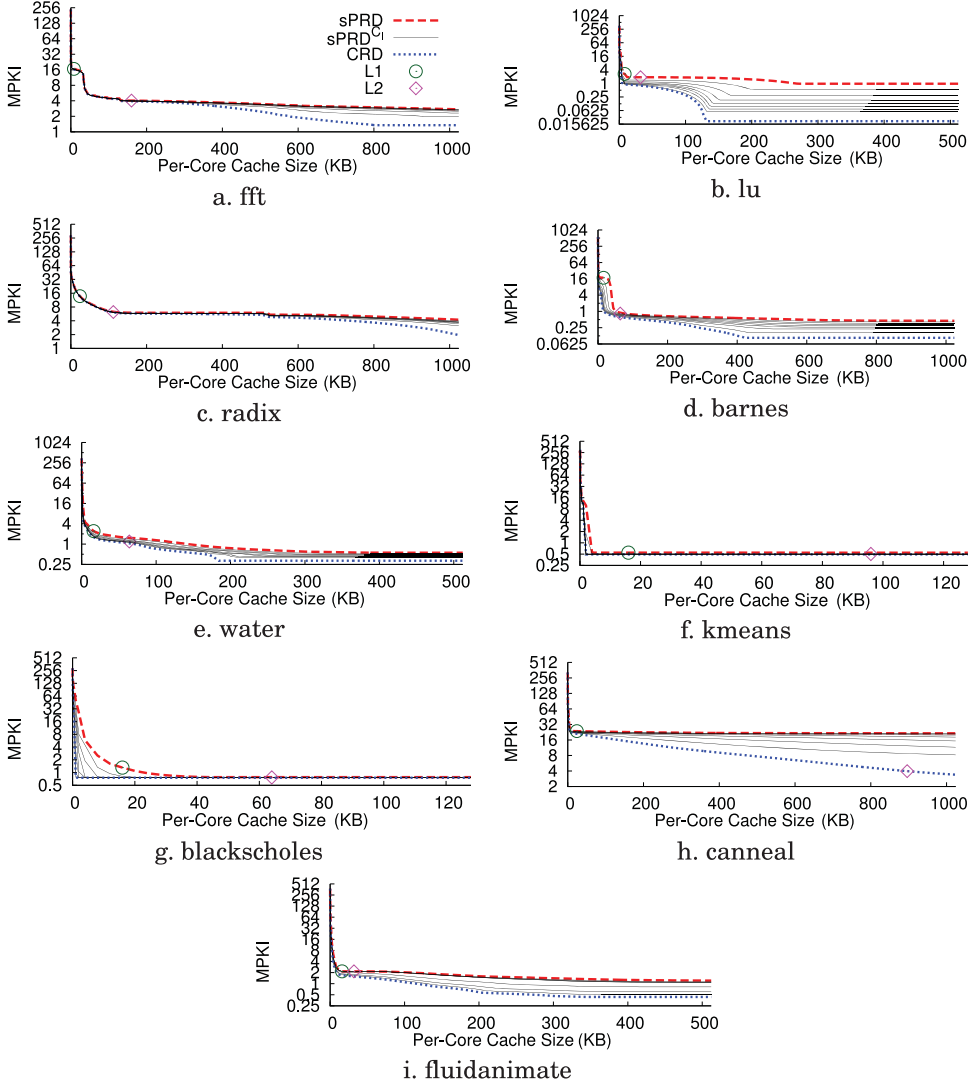 256
128
64
32
16
8
4
2
1
MPKI
sPRD
sPRD^C_I
CRD
L1
L2
0 200 400 600 800 1000
Per-Core Cache Size (KB)
a. fft
1024
256
64
16
4
1
0.25
0.0625
0.015625
MPKI
0 100 200 300 400 500
Per-Core Cache Size (KB)
b. lu
512
256
128
64
32
16
8
4
2
1
MPKI
0 200 400 600 800 1000
Per-Core Cache Size (KB)
c. radix
1024
256
64
16
4
1
0.25
0.0625
MPKI
0 200 400 600 800 1000
Per-Core Cache Size (KB)
d. barnes
1024
256
64
16
4
1
0.25
MPKI
0 100 200 300 400 500
Per-Core Cache Size (KB)
e. water
512
256
128
64
32
16
8
4
2
1
0.5
0.25
MPKI
0 20 40 60 80 100 120
Per-Core Cache Size (KB)
f. kmeans
512
256
128
64
32
16
8
4
2
1
0.5
MPKI
0 20 40 60 80 100 120
Per-Core Cache Size (KB)
g. blackscholes
512
256
128
64
32
16
8
4
2
MPKI
0 200 400 600 800 1000
Per-Core Cache Size (KB)
h. canneal
512
256
128
64
32
16
8
4
2
1
0.5
0.25
MPKI
0 100 200 300 400 500
Per-Core Cache Size (KB)
i. fluidanimate